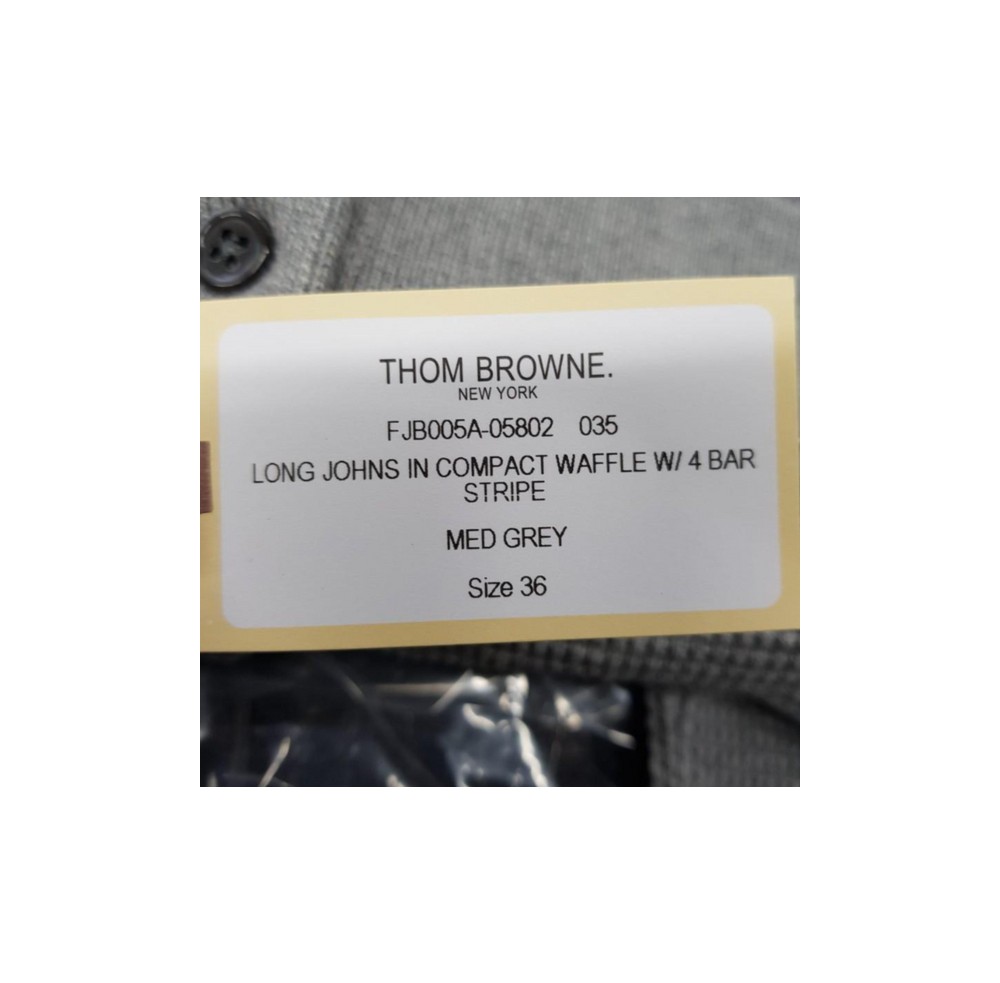 THOM BROWNE.
NEW YORK
FJB005A-05802 035
LONG JOHNS IN COMPACT WAFFLE W/ 4 BAR
STRIPE
MED GREY
Size 36